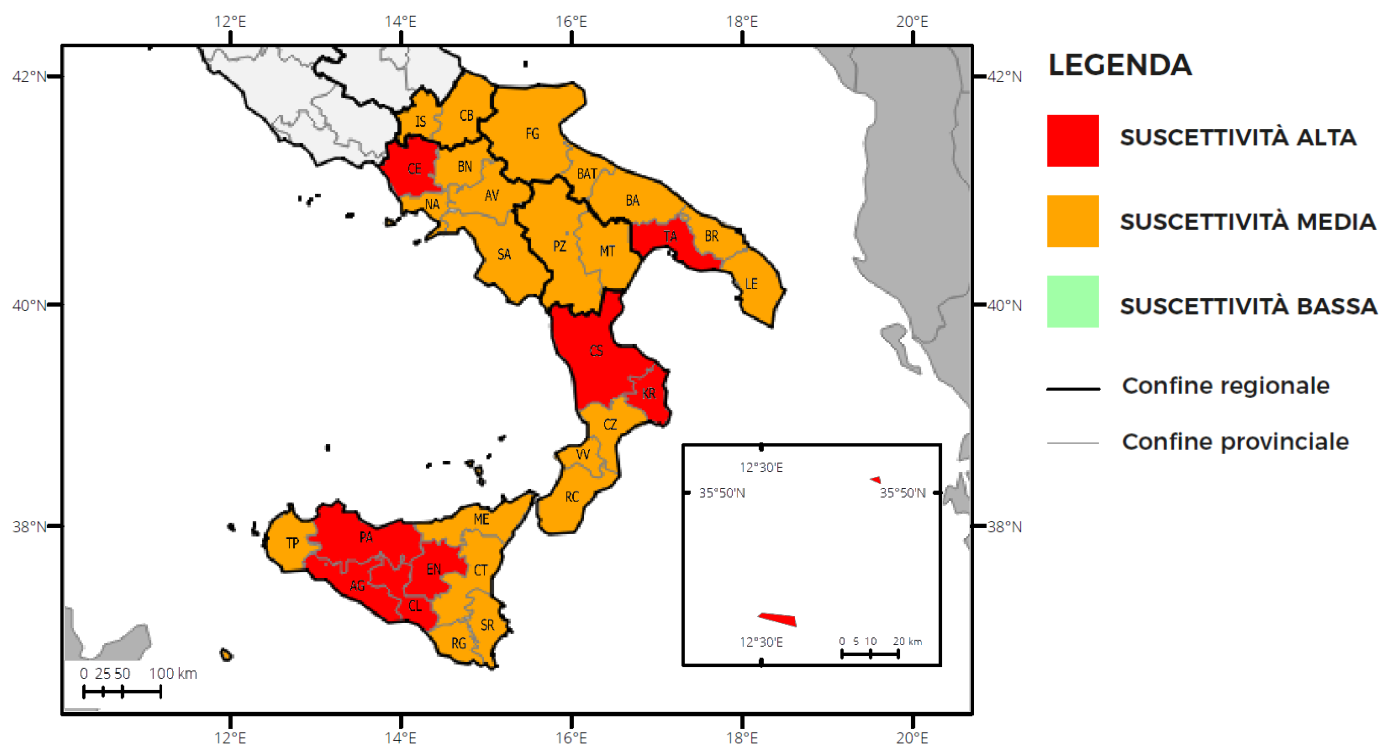 12°E 14°E 16°E 18°E 20°E
42°N 42°N
LEGENDA
SUSCETTIVITÀ ALTA
SUSCETTIVITÀ MEDIA
SUSCETTIVITÀ BASSA
Confine regionale
Confine provinciale
IS CB FG
CE BN BAT
NA AV BA
SA PZ MT TA BR
LE
40°N 40°N
CS
KR
CZ
VV
RC
ME
38°N 38°N
TP PA
EN CT
AG
CL
SR
RG
12°30'E
35°50'N 35°50'N
12°30'E
0 5 10 20 km
0 25 50 100 km
12°E 14°E 16°E 18°E 20°E